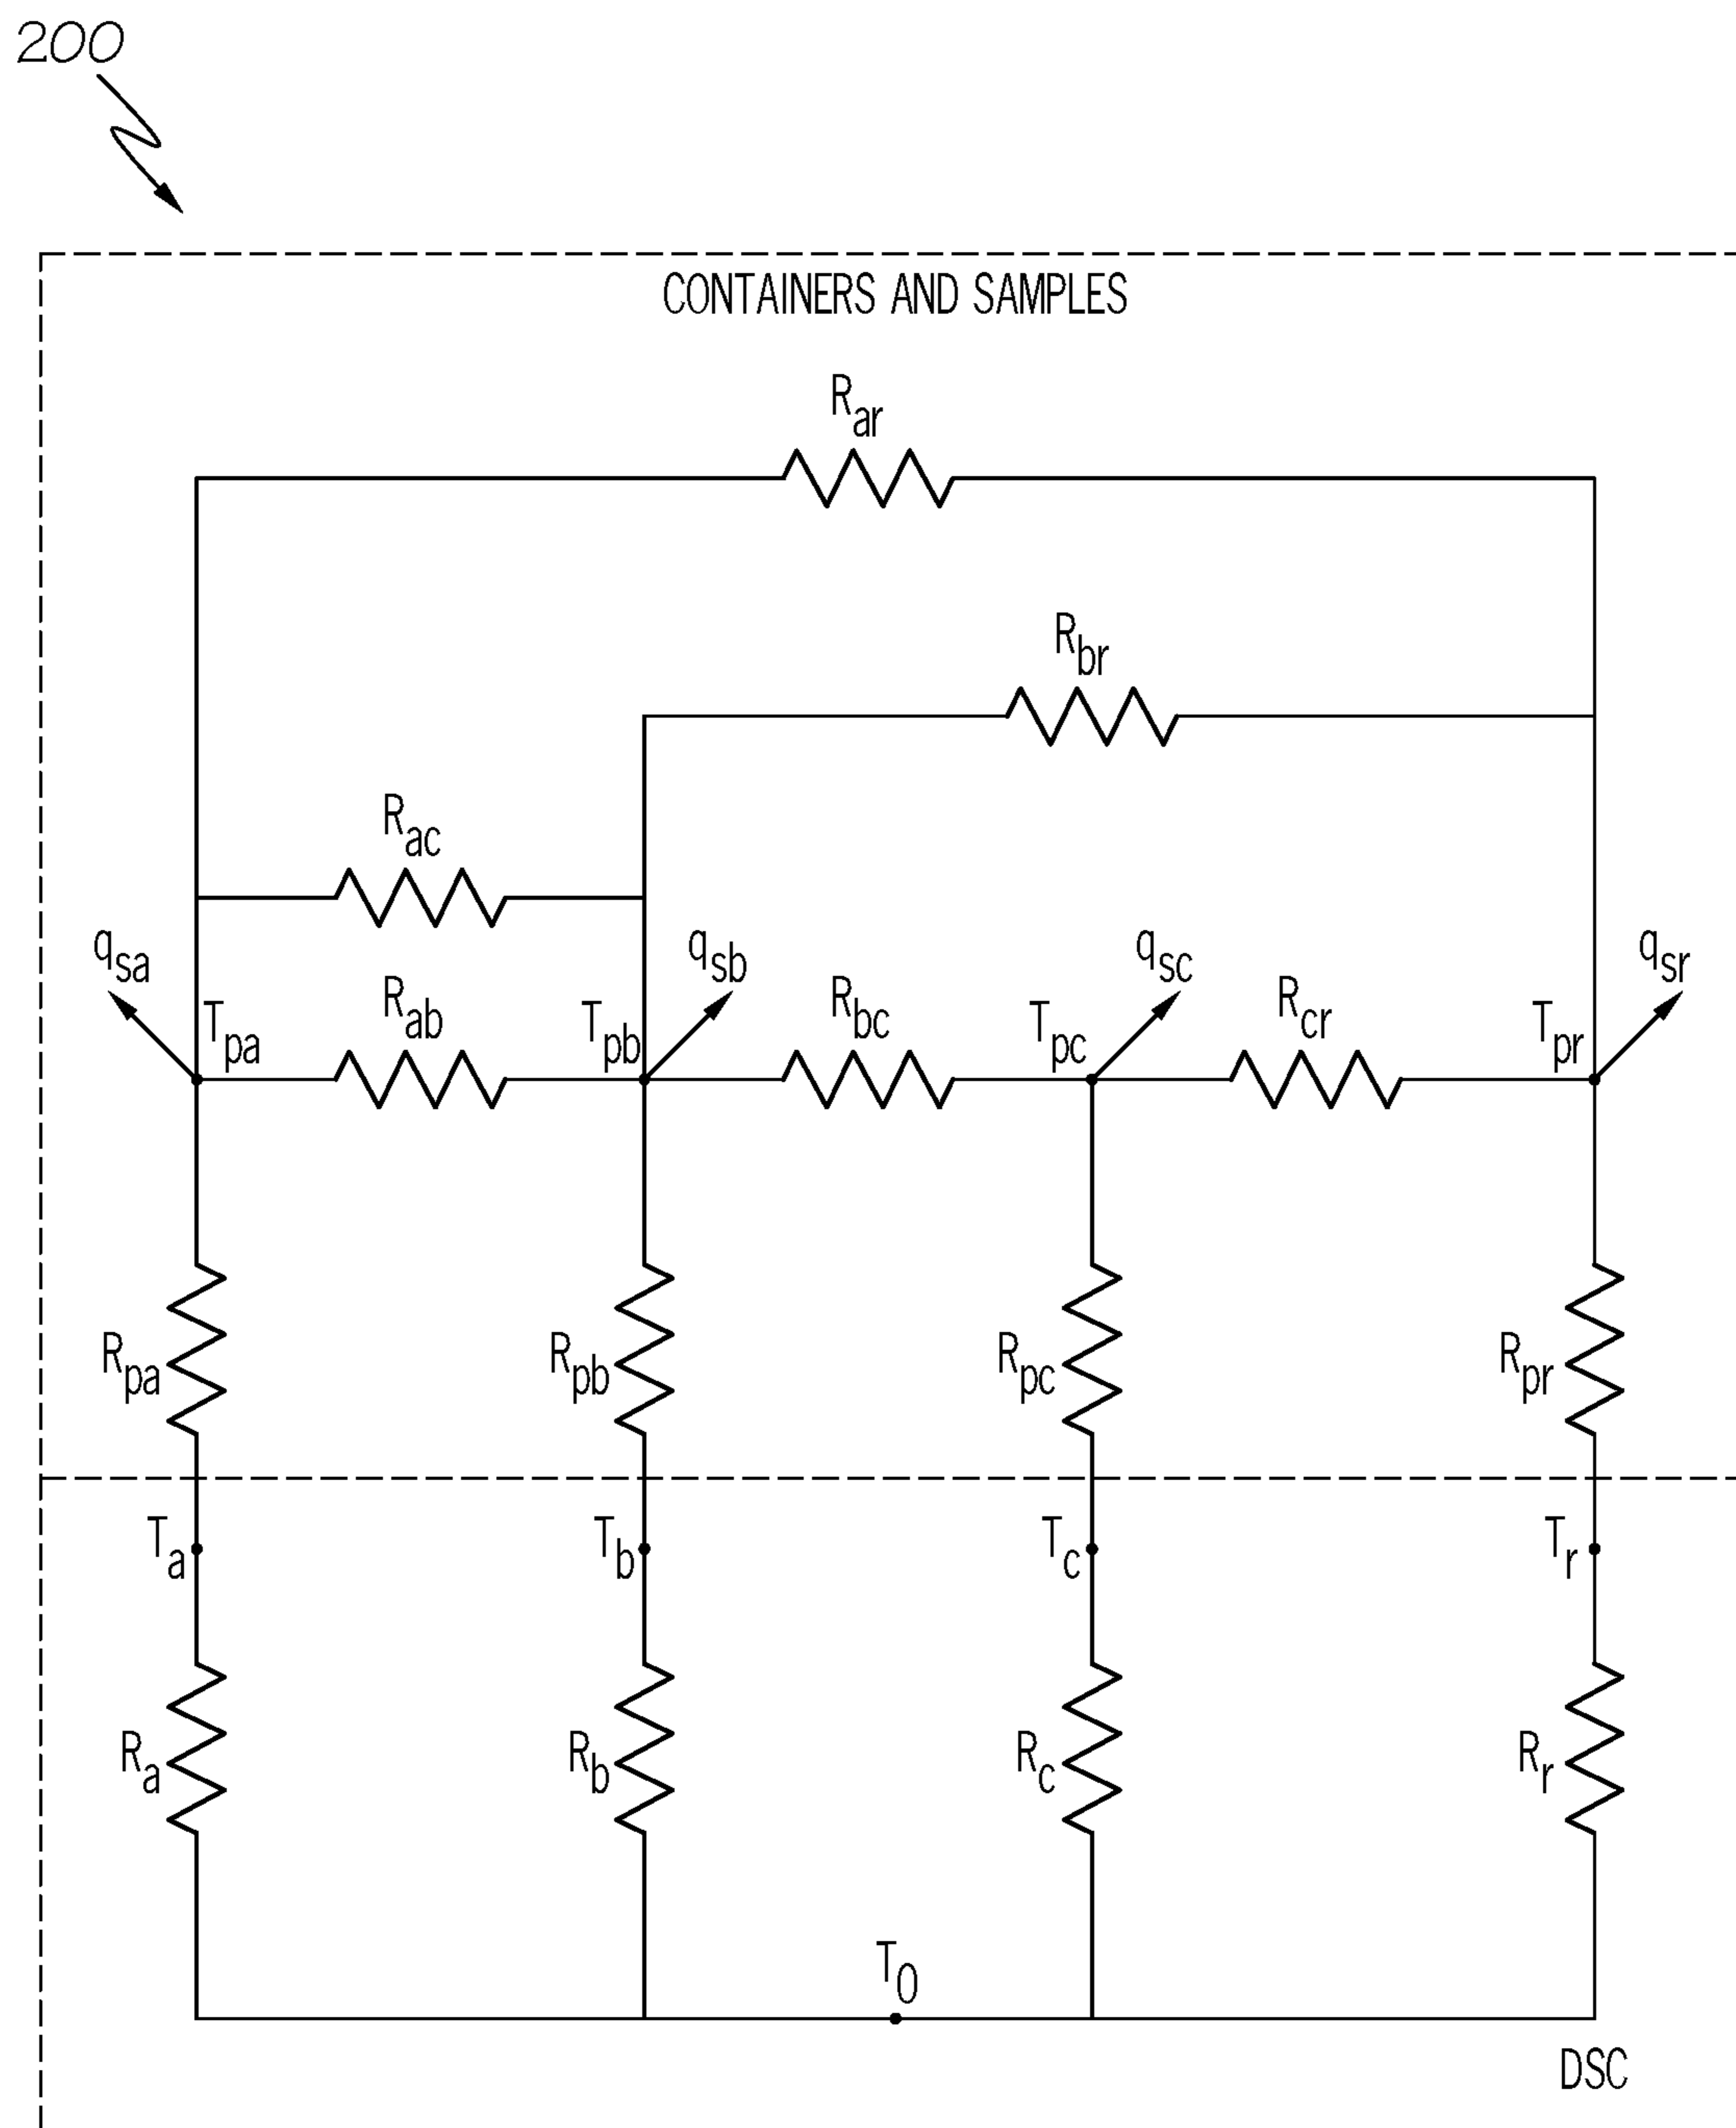 200
CONTAINERS AND SAMPLES
Rar
Rbr
Rac
qsa
qsb
qsc
qsr
Tpa
Rab
Tpb
Rbc
Tpc
Rcr
Tpr
Rpa
Rpb
Rpc
Rpr
Ta
Tb
Tc
Tr
Ra
Rb
Rc
Rr
T0
DSC